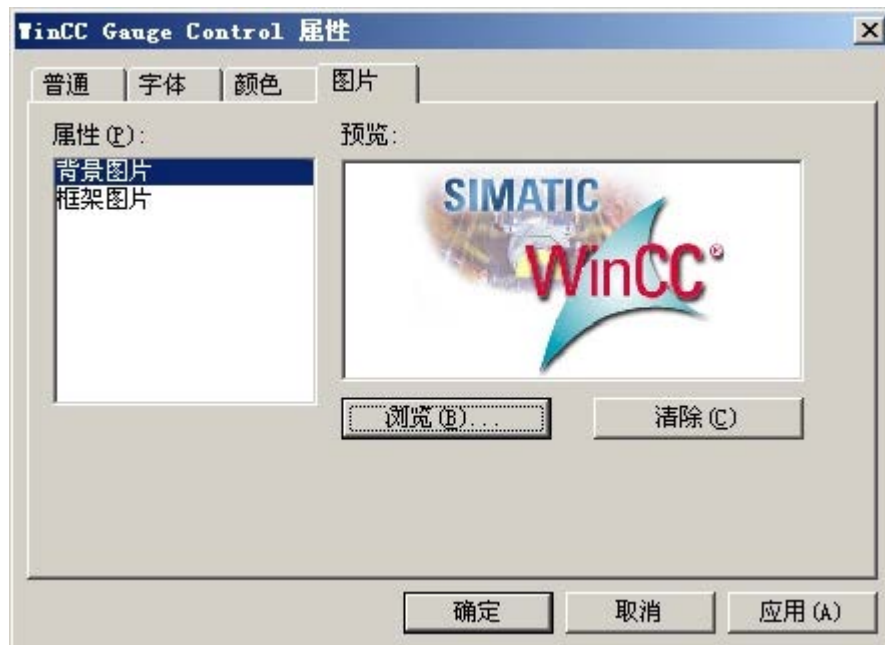 WinCC Gauge Control 属性
普通 字体 颜色 图片
属性(P):
预览:
背景图片
框架图片
SIMATIC
WinCC®
浏览(B)...
清除(C)
确定 取消 应用(A)